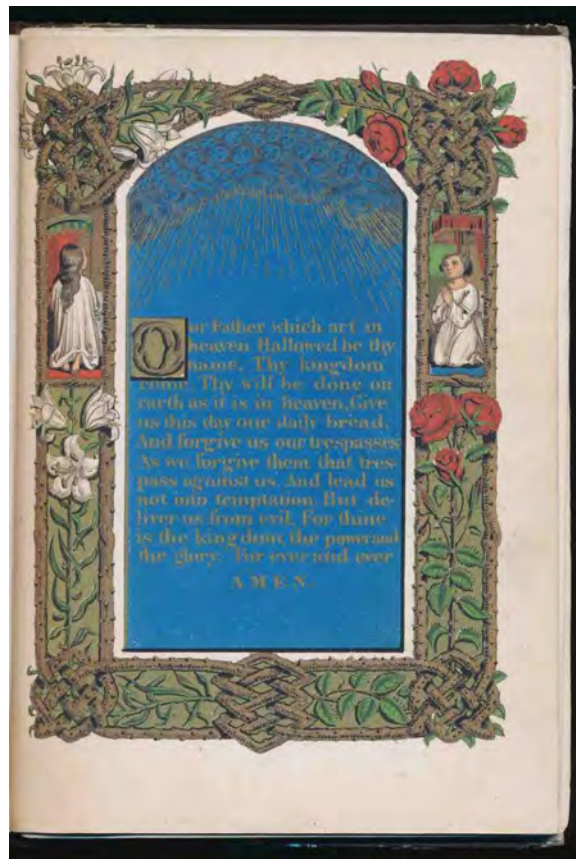 Our Father which art in
heaven Hallowed be thy
name. Thy kingdom
come. Thy will be done on
earth as it is in heaven. Give
us this day our daily bread.
And forgive us our trespasses
As we forgive them that tres-
pass against us. And lead us
not into temptation But de-
liver us from evil. For thine
is the kingdom, the power and
the glory. For ever and ever
AMEN.